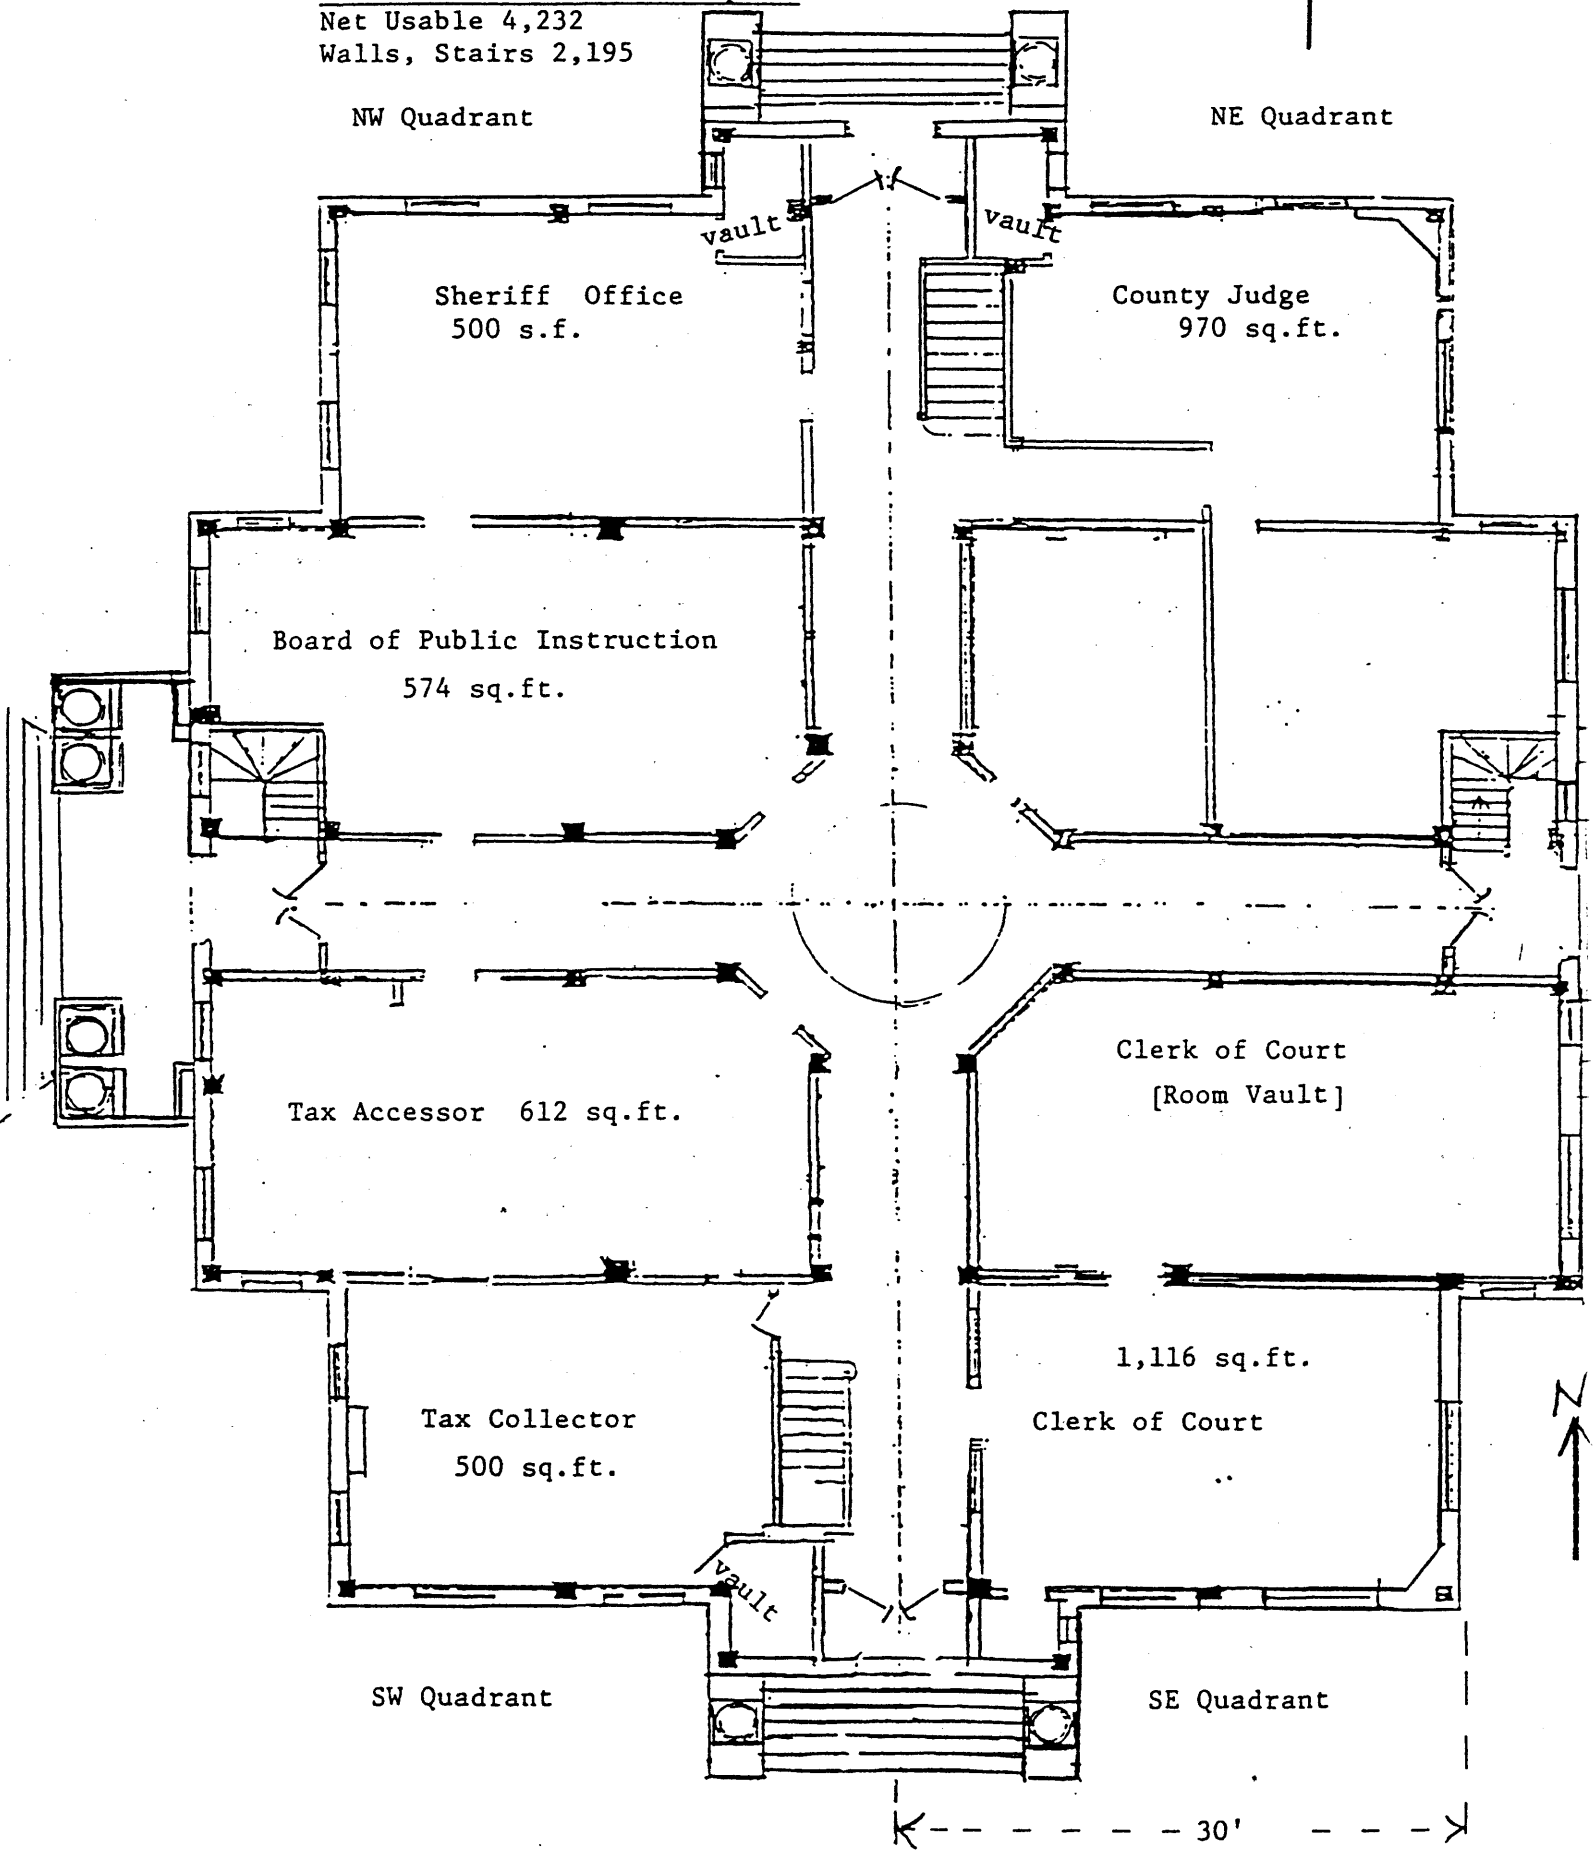 Net Usable 4,232
Walls, Stairs 2,195
NW Quadrant
NE Quadrant
vault
vault
Sheriff Office
500 s.f.
County Judge
970 sq.ft.
Board of Public Instruction
574 sq.ft.
Clerk of Court
[Room Vault]
Tax Accessor 612 sq.ft.
1,116 sq.ft.
Clerk of Court
N
Tax Collector
500 sq.ft.
vault
SW Quadrant
SE Quadrant
30'